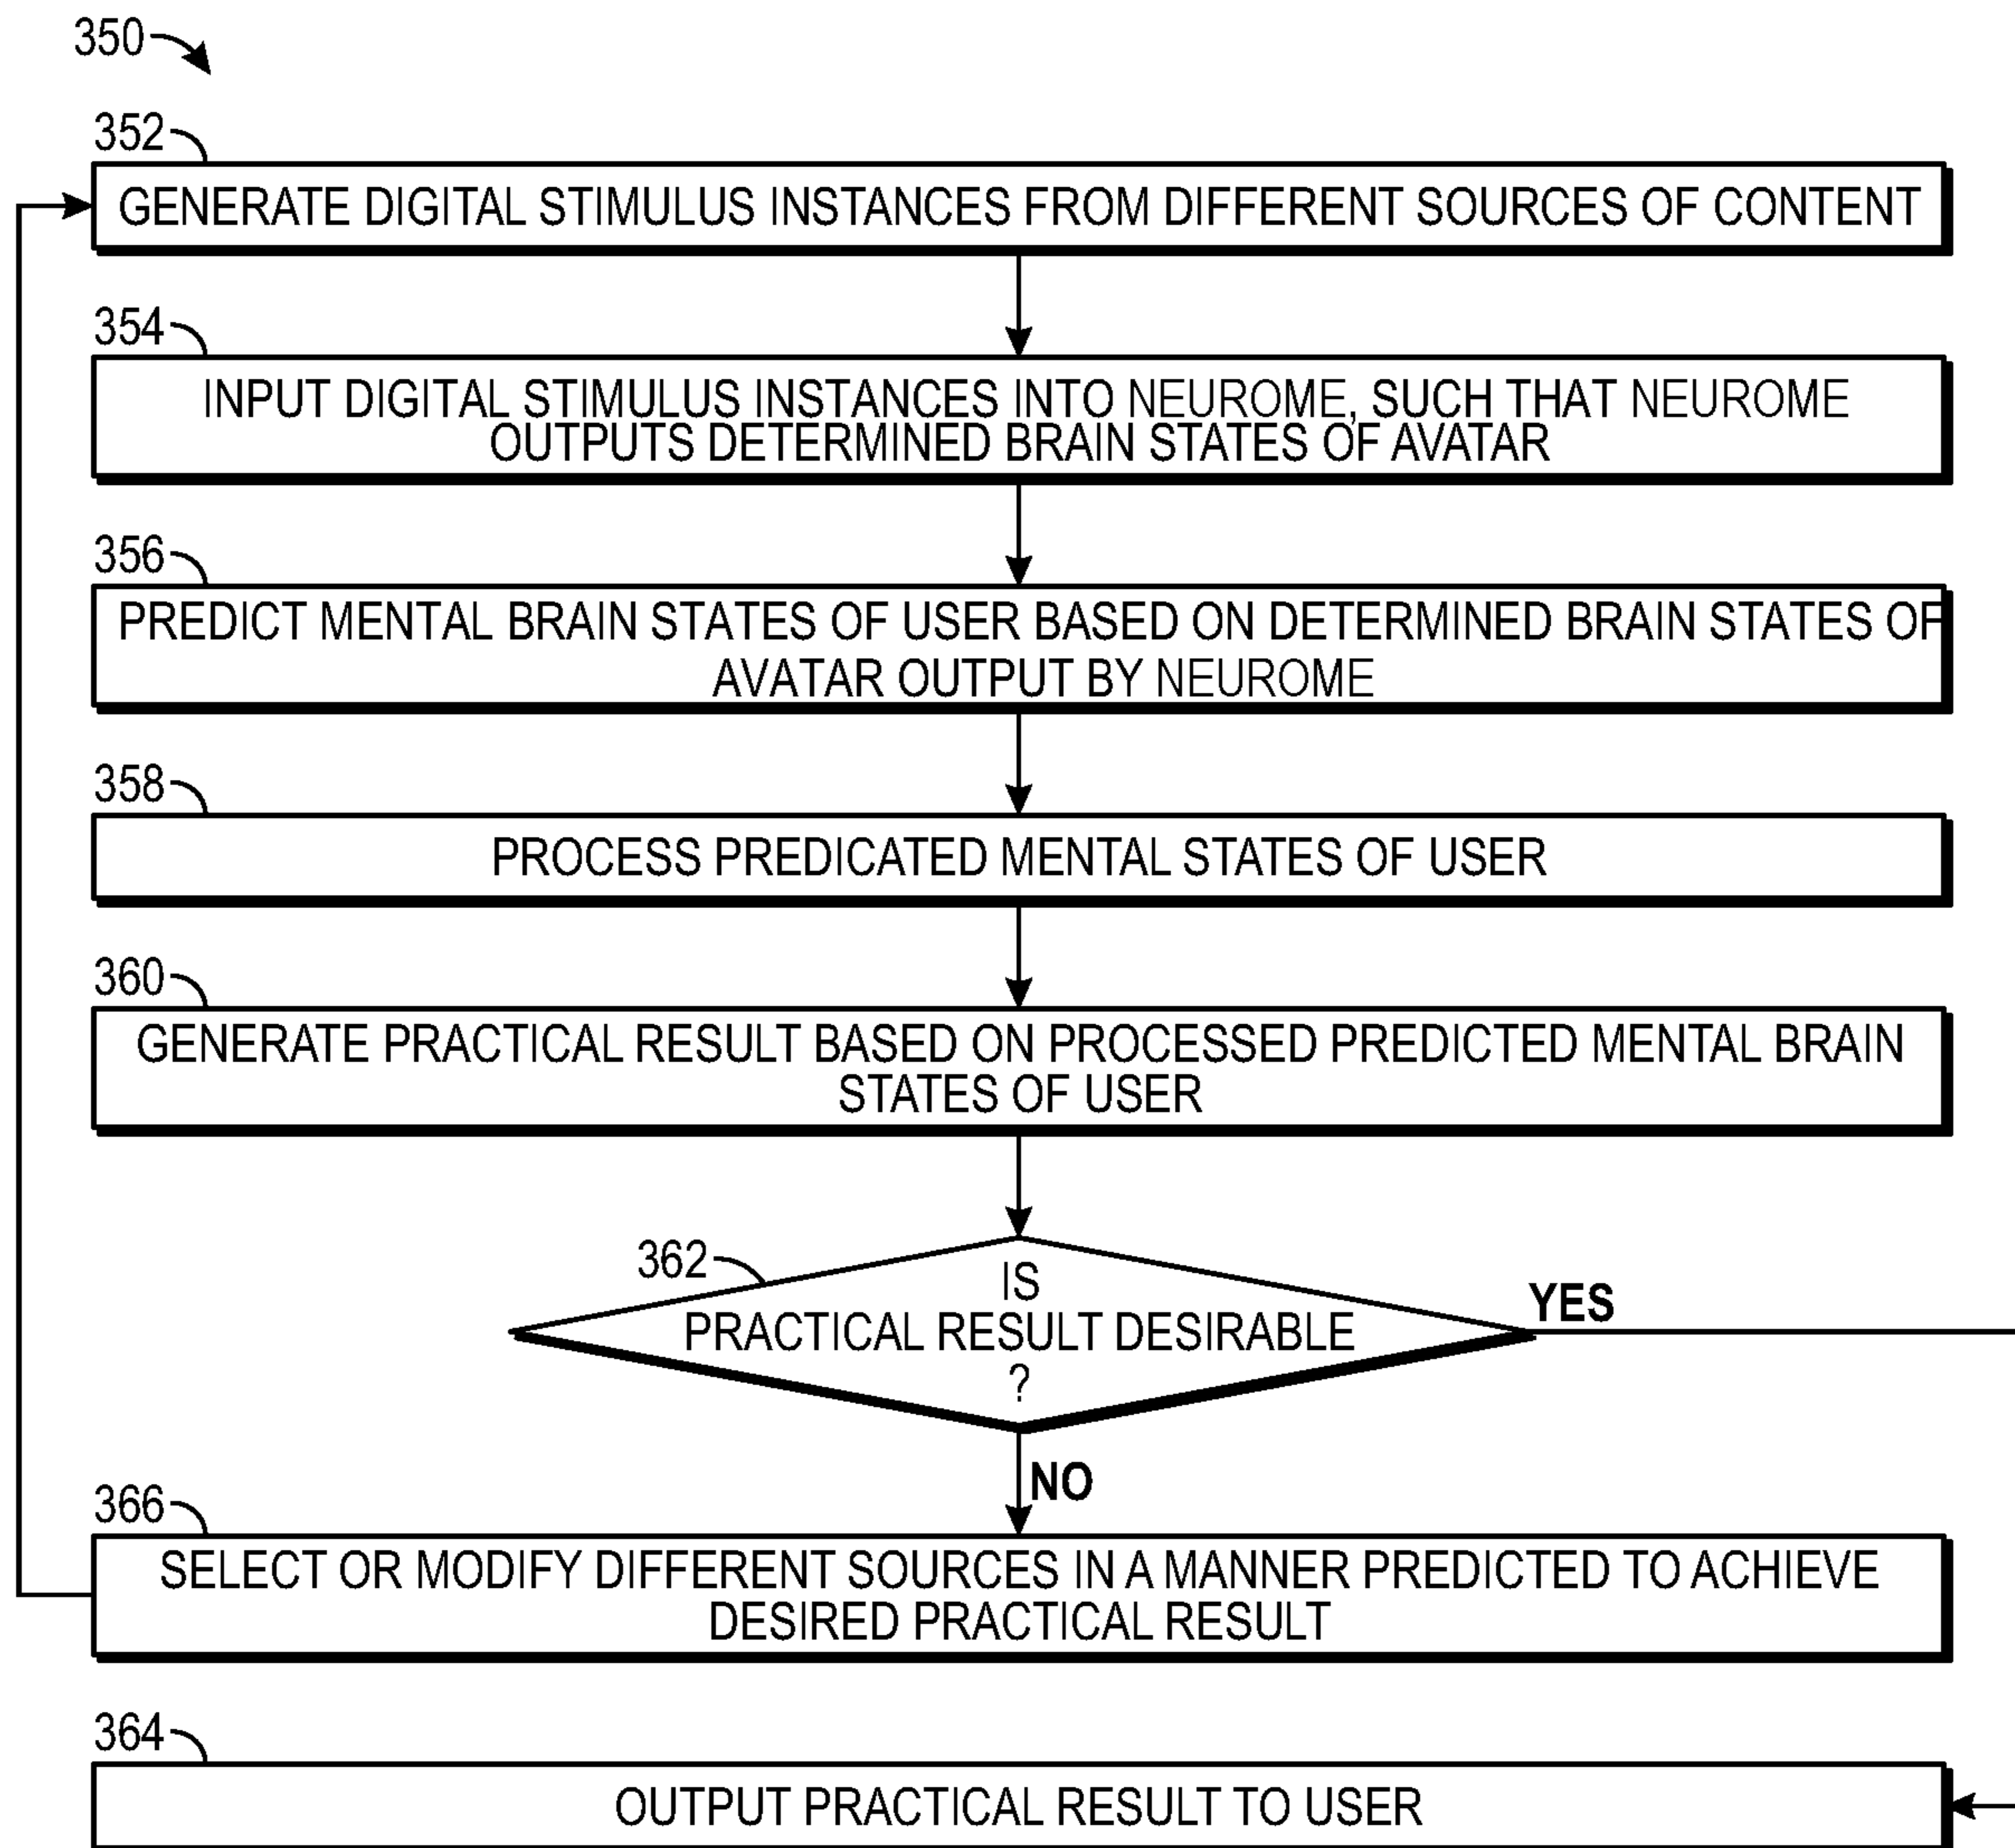 350
352
GENERATE DIGITAL STIMULUS INSTANCES FROM DIFFERENT SOURCES OF CONTENT
354
INPUT DIGITAL STIMULUS INSTANCES INTO NEUROME, SUCH THAT NEUROME
OUTPUTS DETERMINED BRAIN STATES OF AVATAR
356
PREDICT MENTAL BRAIN STATES OF USER BASED ON DETERMINED BRAIN STATES OF
AVATAR OUTPUT BY NEUROME
358
PROCESS PREDICATED MENTAL STATES OF USER
360
GENERATE PRACTICAL RESULT BASED ON PROCESSED PREDICTED MENTAL BRAIN
STATES OF USER
362
IS
PRACTICAL RESULT DESIRABLE
?
YES
NO
366
SELECT OR MODIFY DIFFERENT SOURCES IN A MANNER PREDICTED TO ACHIEVE
DESIRED PRACTICAL RESULT
364
OUTPUT PRACTICAL RESULT TO USER